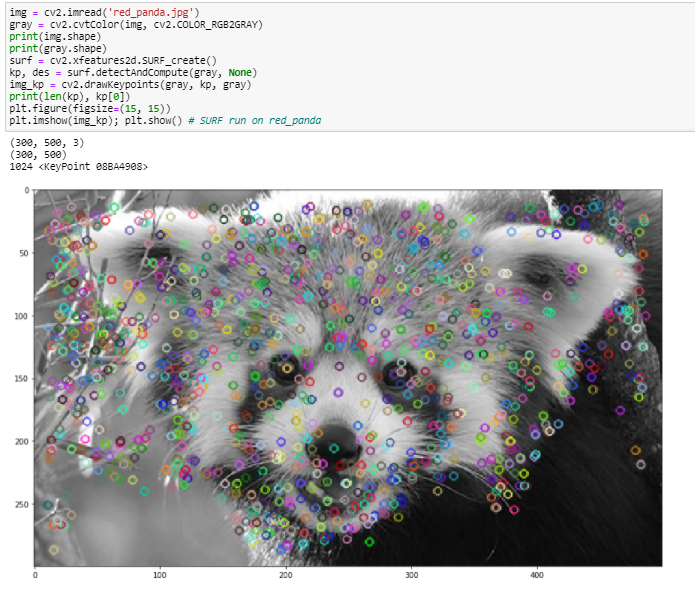 img = cv2.imread('red_panda.jpg')
gray = cv2.cvtColor(img, cv2.COLOR_RGB2GRAY)
print(img.shape)
print(gray.shape)
surf = cv2.xfeatures2d.SURF_create()
kp, des = surf.detectAndCompute(gray, None)
img_kp = cv2.drawKeypoints(gray, kp, gray)
print(len(kp), kp[0])
plt.figure(figsize=(15, 15))
plt.imshow(img_kp); plt.show() # SURF run on red_panda
(300, 500, 3)
(300, 500)
1024 <KeyPoint 08BA4908>
0
50
100
150
200
250
0 100 200 300 400